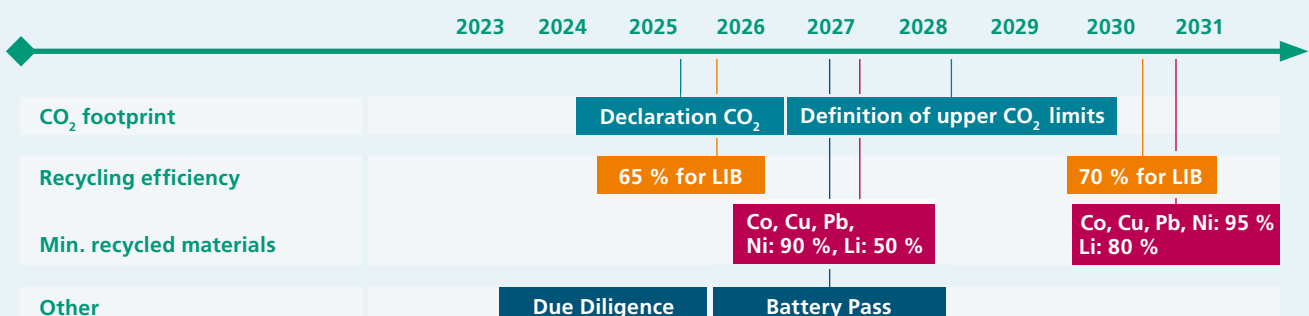 2023 2024 2025 2026 2027 2028 2029 2030 2031
CO₂ footprint
Declaration CO₂
Definition of upper CO₂ limits
Recycling efficiency
65 % for LIB
70 % for LIB
Min. recycled materials
Co, Cu, Pb,
Ni: 90 %, Li: 50 %
Co, Cu, Pb, Ni: 95 %
Li: 80 %
Other
Due Diligence
Battery Pass